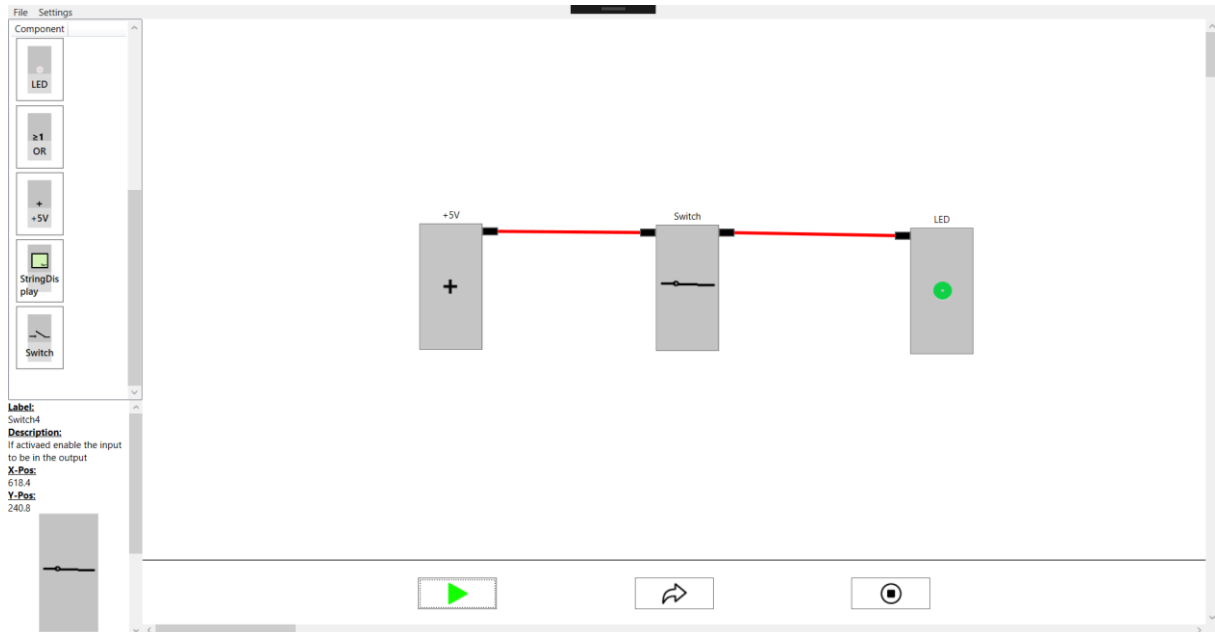 File Settings
Component
LED
≥1
OR
+
+5V
StringDis
play
Switch
+5V
+
Switch
LED
Label:
Switch4
Description:
If activaed enable the input
to be in the output
X-Pos:
618.4
Y-Pos:
240.8